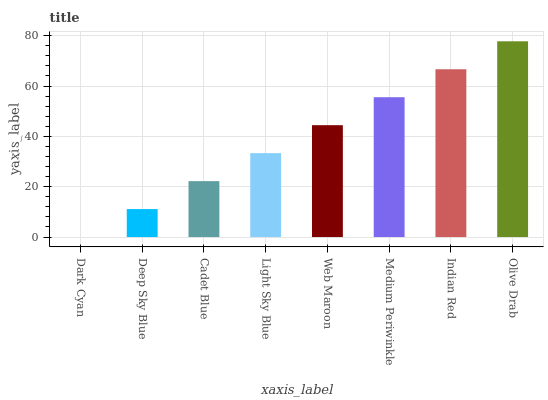 title
yaxis_label
80
60
40
20
0
Dark Cyan
Deep Sky Blue
Cadet Blue
Light Sky Blue
Web Maroon
Medium Periwinkle
Indian Red
Olive Drab
xaxis_label